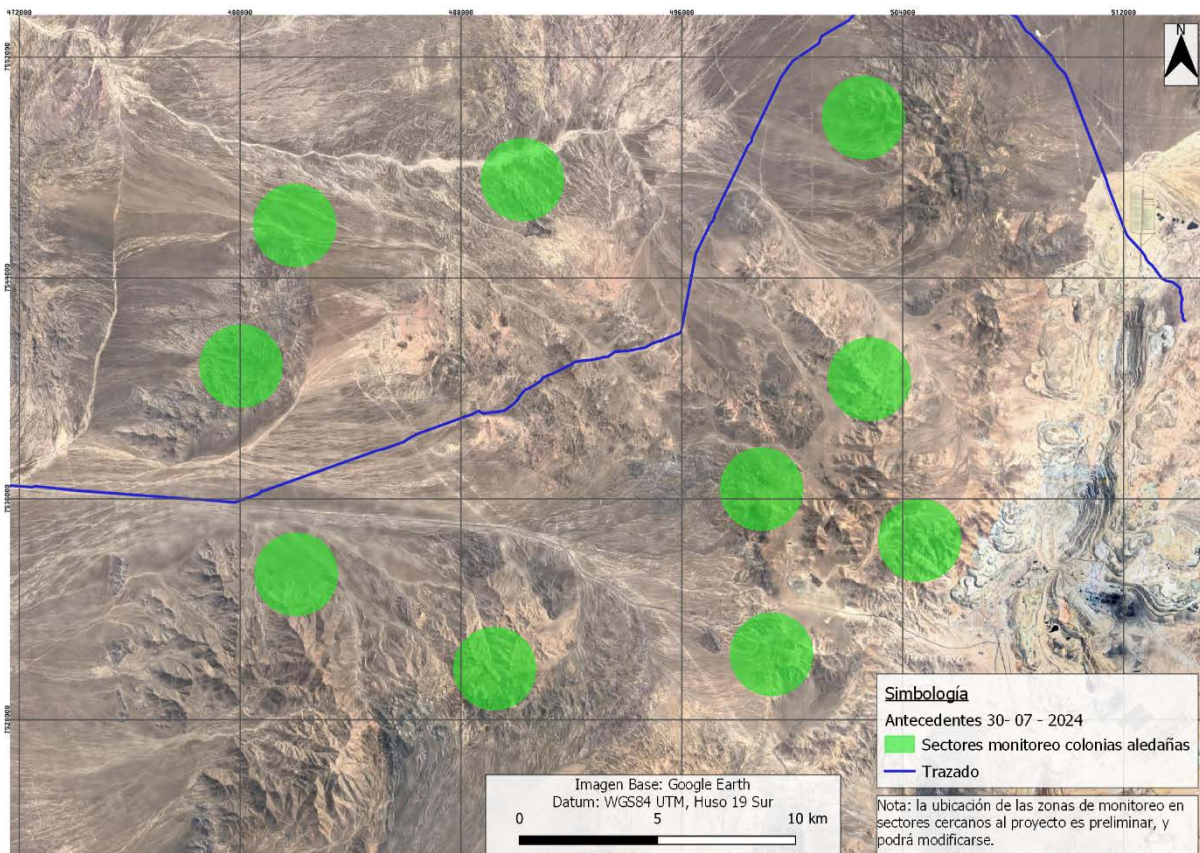 472000
480000
488000
496000
504000
512000
N
7552000
7544000
7536000
Simbología
Antecedentes 30- 07 - 2024
Sectores monitoreo colonias aledañas
Trazado
Imagen Base: Google Earth
Datum: WGS84 UTM, Huso 19 Sur
0
5
10 km
Nota: la ubicación de las zonas de monitoreo en
sectores cercanos al proyecto es preliminar, y
podrá modificarse.